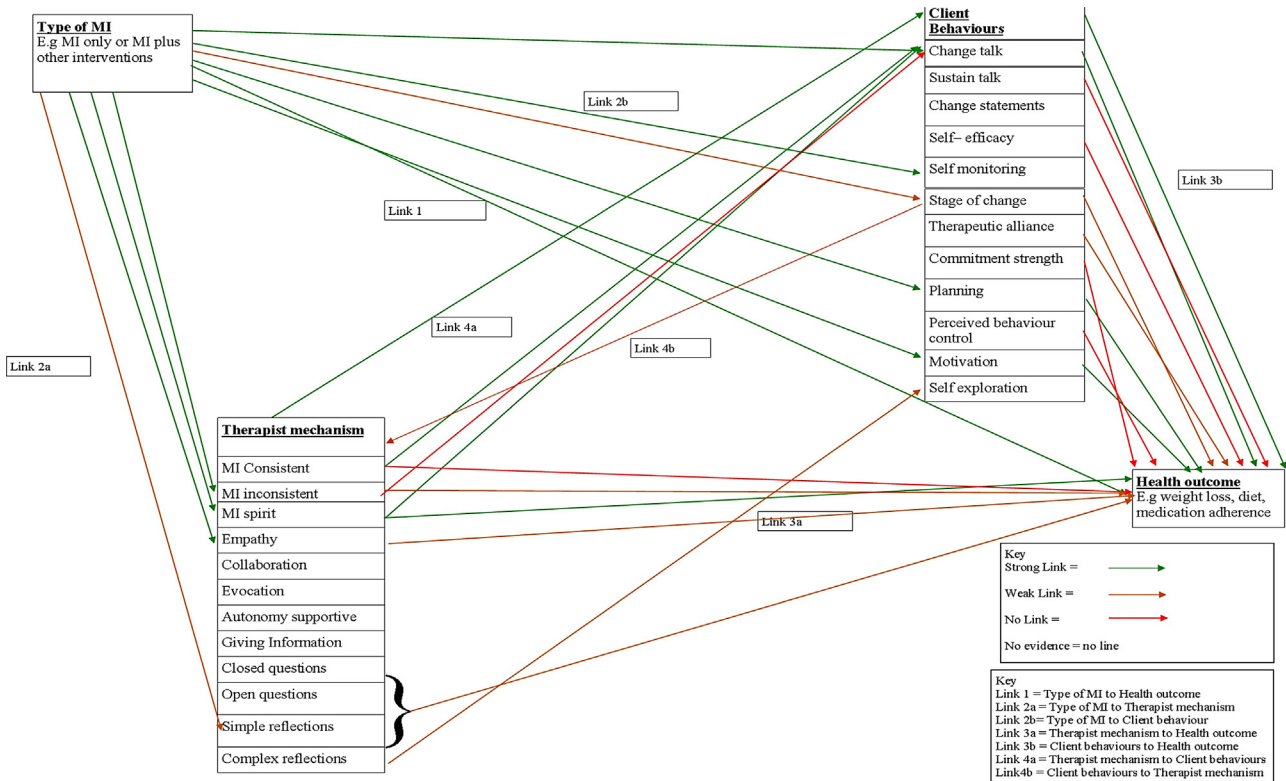 Type of MI
E.g MI only or MI plus
other interventions
Link 2b
Link 1
Link 4a
Link 4b
Link 2a
Link 3b
Link 3a
Client
Behaviours
Change talk
Sustain talk
Change statements
Self– efficacy
Self monitoring
Stage of change
Therapeutic alliance
Commitment strength
Planning
Perceived behaviour
control
Motivation
Self exploration
Therapist mechanism
MI Consistent
MI inconsistent
MI spirit
Empathy
Collaboration
Evocation
Autonomy supportive
Giving Information
Closed questions
Open questions
Simple reflections
Complex reflections
Health outcome
E.g weight loss, diet,
medication adherence
Key
Strong Link =
Weak Link =
No Link =
No evidence = no line
Key
Link 1 = Type of MI to Health outcome
Link 2a = Type of MI to Therapist mechanism
Link 2b= Type of MI to Client behaviour
Link 3a = Therapist mechanism to Health outcome
Link 3b = Client behaviours to Health outcome
Link 4a = Therapist mechanism to Client behaviours
Link4b = Client behaviours to Therapist mechanism